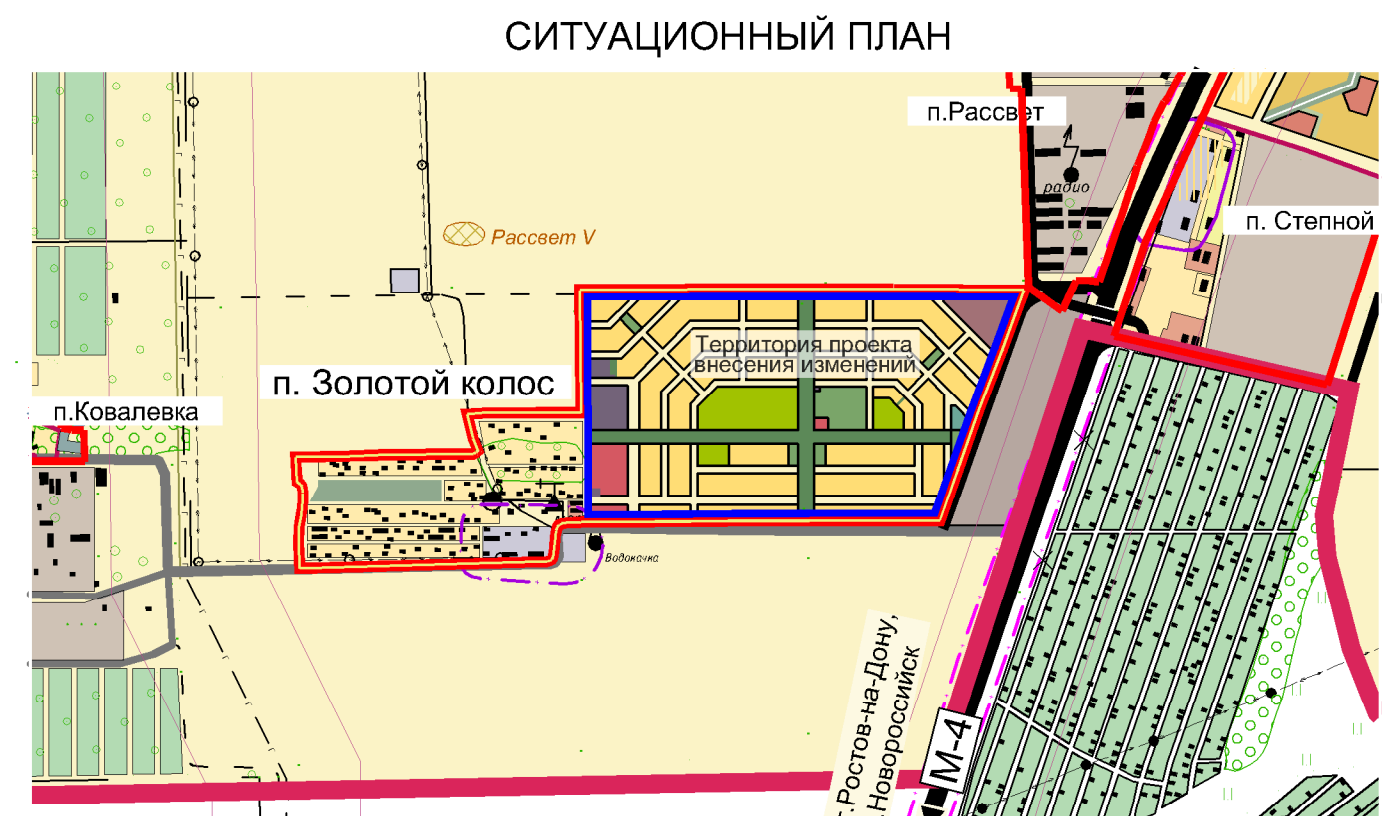 СИТУАЦИОННЫЙ ПЛАН
п.Рассвет
радио
п. Степной
Рассвет V
Территория проекта
внесения изменений
п. Золотой колос
п.Ковалевка
Водокачка
г.Ростов-на-Дону,
г.Новороссийск
М-4